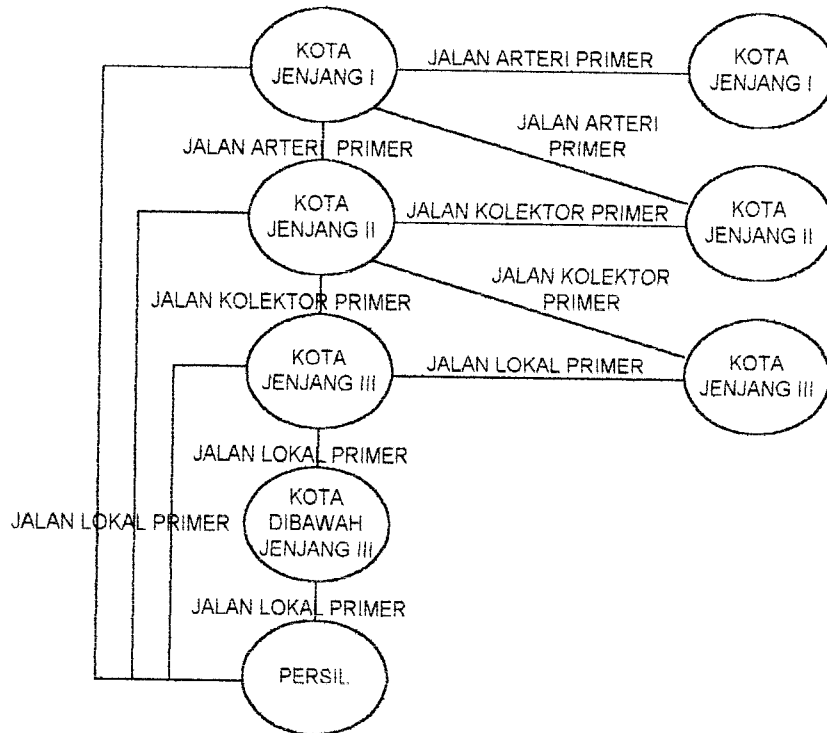 KOTA
JENJANG I
JALAN ARTERI PRIMER
KOTA
JENJANG I
JALAN ARTERI
PRIMER
JALAN ARTERI PRIMER
KOTA
JENJANG II
JALAN KOLEKTOR PRIMER
KOTA
JENJANG II
JALAN KOLEKTOR
PRIMER
JALAN KOLEKTOR PRIMER
KOTA
JENJANG III
JALAN LOKAL PRIMER
KOTA
JENJANG III
JALAN LOKAL PRIMER
KOTA
DIBAWAH
JENJANG III
JALAN LOKAL PRIMER
JALAN LOKAL PRIMER
PERSIL